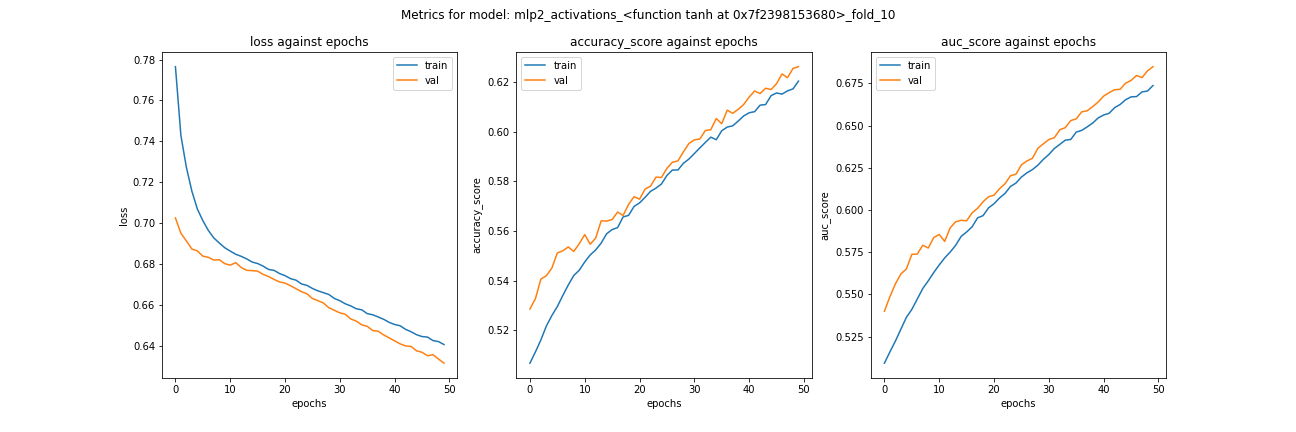 Metrics for model: mlp2_activations_<function tanh at 0x7f2398153680>_fold_10
loss against epochs
train
val
0.78
0.76
0.74
0.72
0.70
0.68
0.66
0.64
loss
0
10
20
30
40
50
epochs
accuracy_score against epochs
train
val
0.62
0.60
0.58
0.56
0.54
0.52
accuracy_score
0
10
20
30
40
50
epochs
auc_score against epochs
train
val
0.675
0.650
0.625
0.600
0.575
0.550
0.525
auc_score
0
10
20
30
40
50
epochs